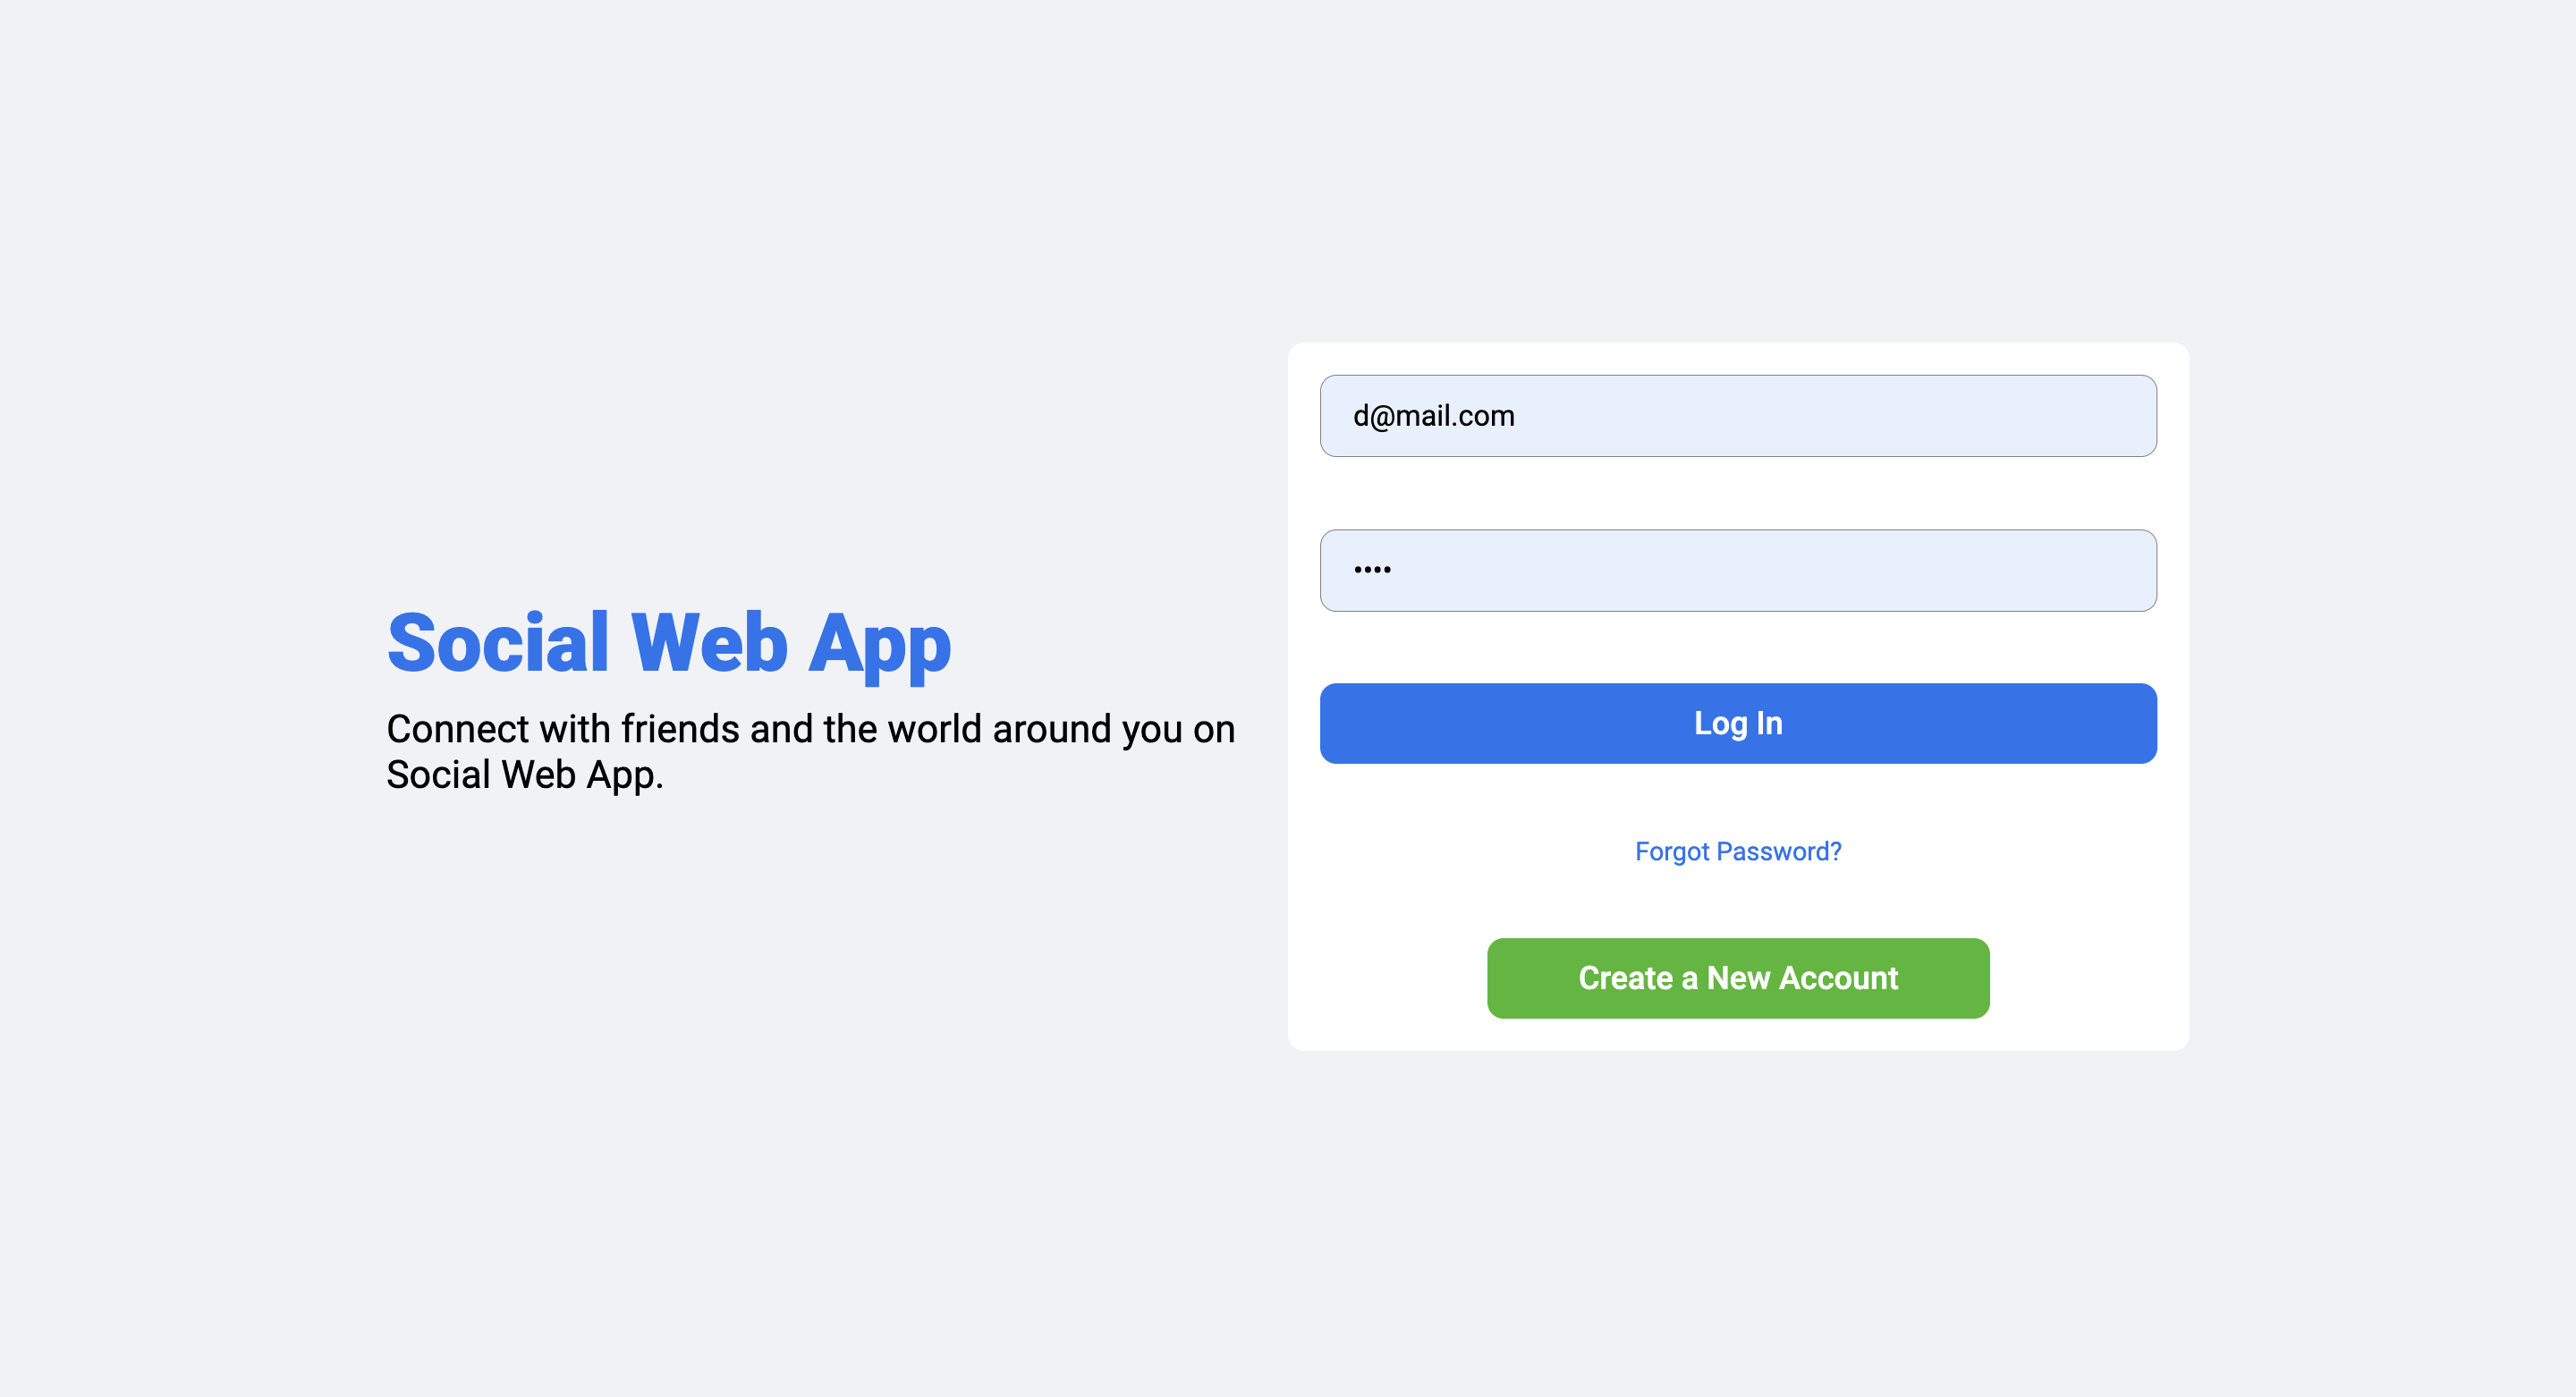 Social Web App
Connect with friends and the world around you on
Social Web App.
d@mail.com
••••
Log In
Forgot Password?
Create a New Account